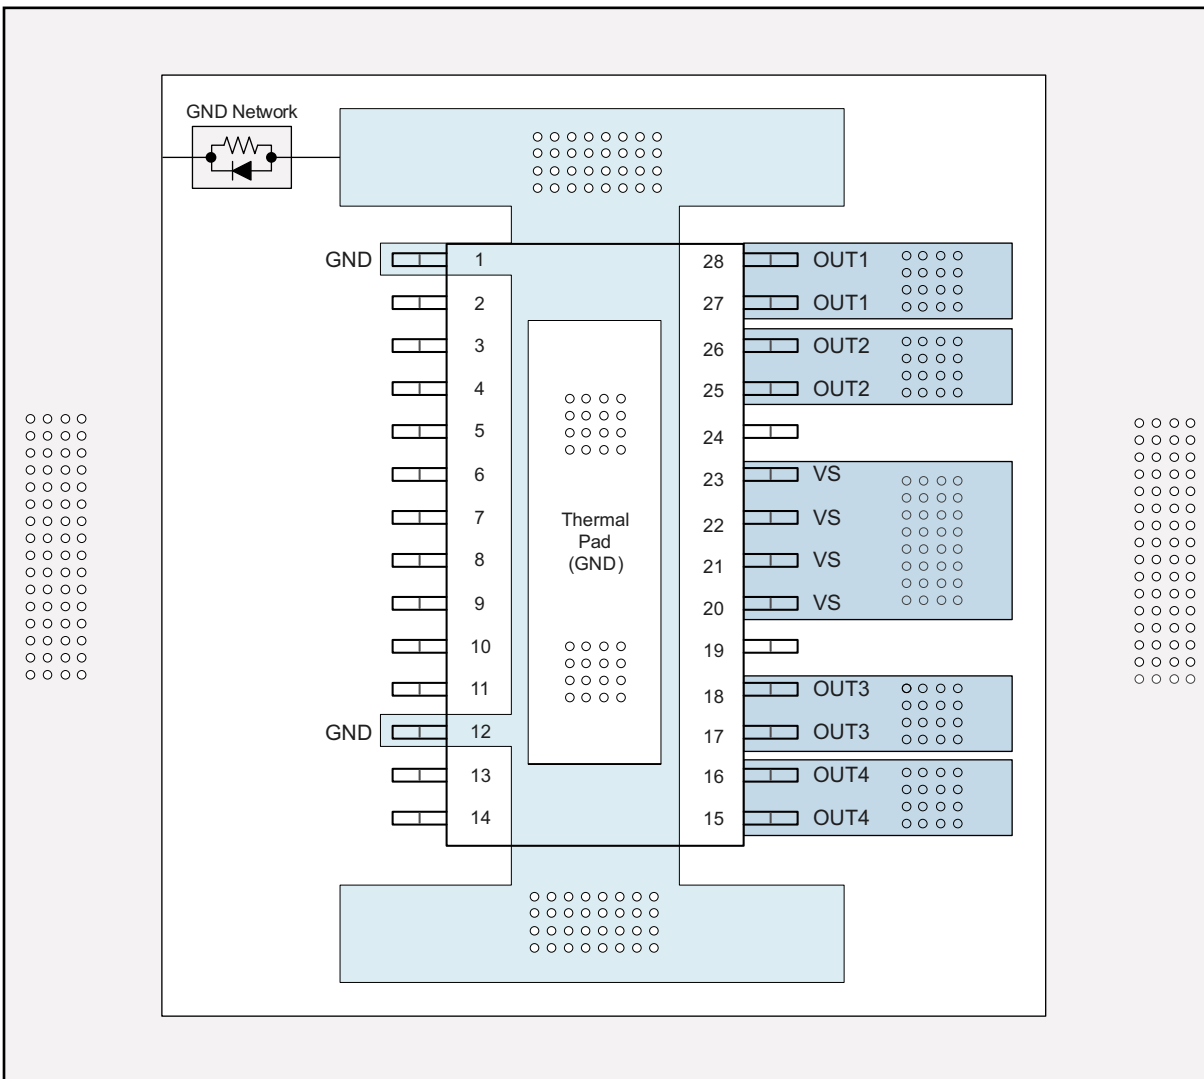 GND Network
GND 1 28 OUT1
2 27 OUT1
3 26 OUT2
4 25 OUT2
5 24
6 23 VS
7 22 VS
8 21 VS
9 20 VS
10 19
11 18 OUT3
GND 12 17 OUT3
13 16 OUT4
14 15 OUT4
Thermal
Pad
(GND)